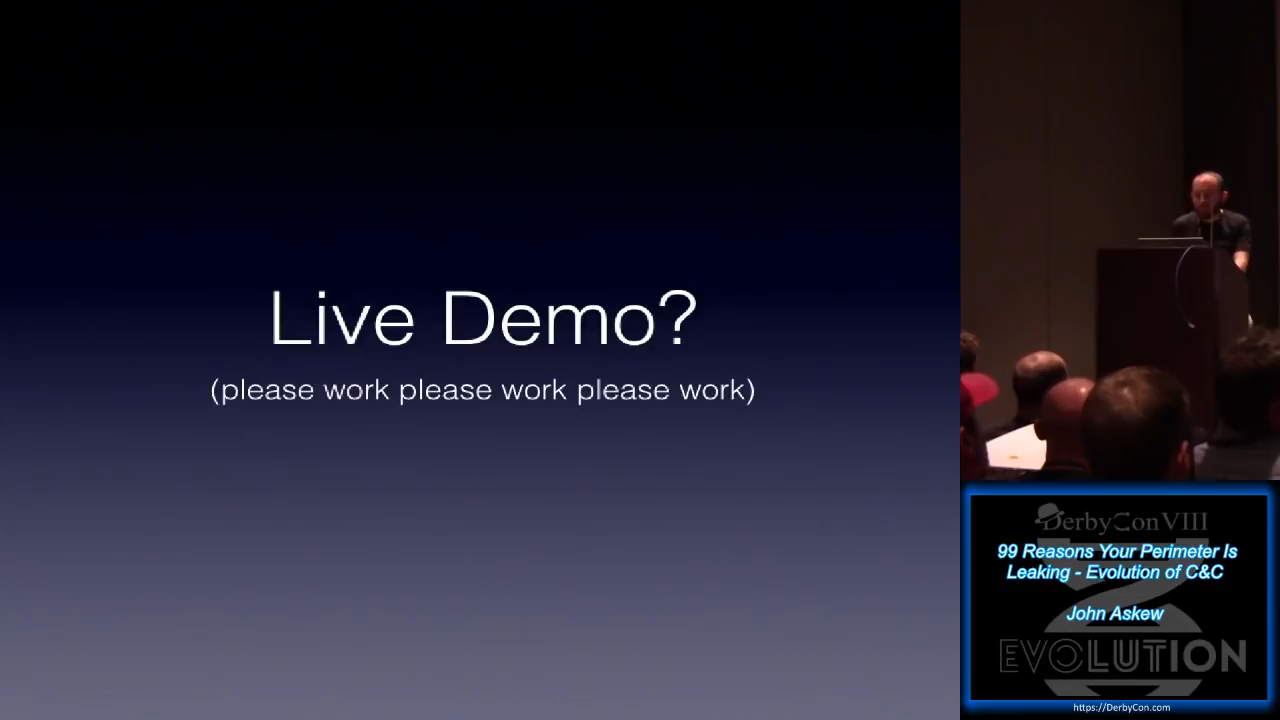 Live Demo?
(please work please work please work)
DerbyCon VIII
99 Reasons Your Perimeter Is
Leaking - Evolution of C&C
John Askew
EVOLUTION
https://DerbyCon.com